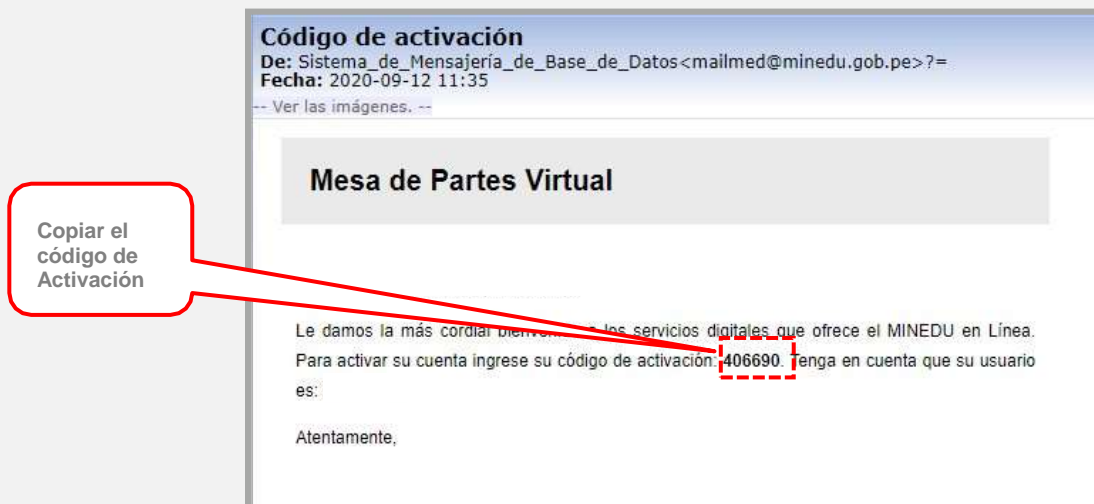 Código de activación
De: Sistema_de_Mensajería_de_Base_de_Datos<mailmed@minedu.gob.pe>?=
Fecha: 2020-09-12 11:35
-- Ver las imágenes. --
Mesa de Partes Virtual
Copiar el
código de
Activación
Le damos la más cordial los servicios digitales que ofrece el MINEDU en Línea.
Para activar su cuenta ingrese su código de activación: 406690. Tenga en cuenta que su usuario
es:
Atentamente,